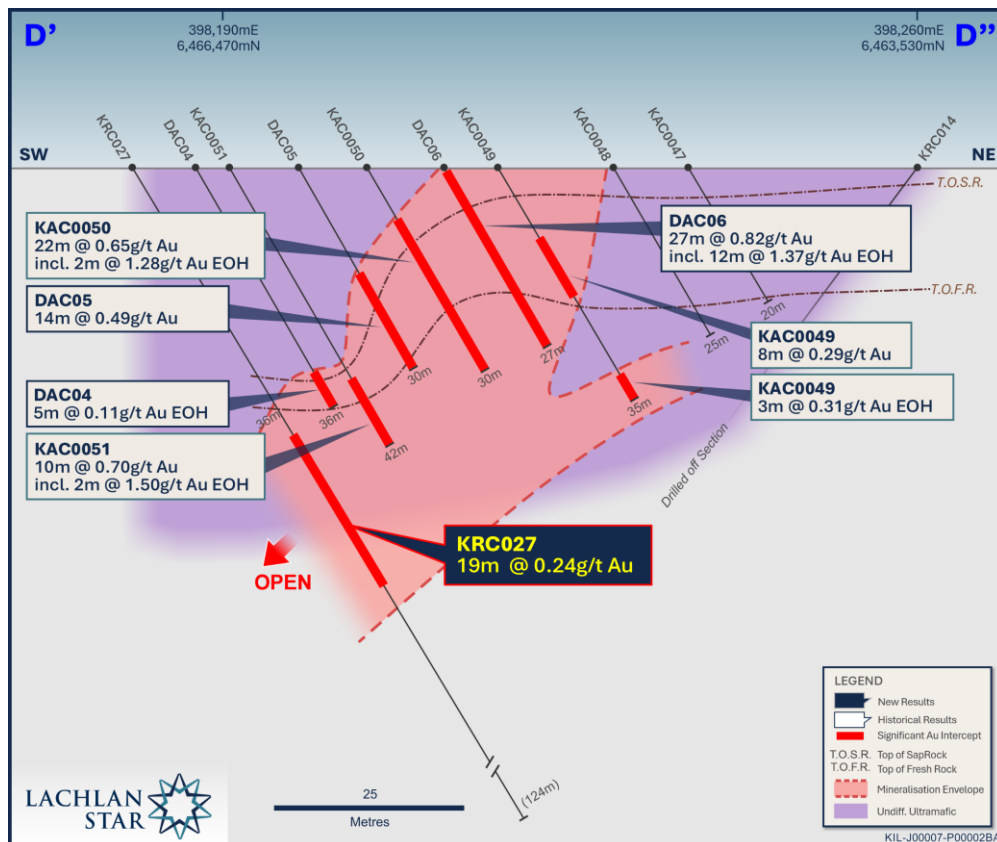 D’
398,190mE
6,466,470mN
398,260mE
6,463,530mN
D”
KRC027
DAC04
KAC0051
DAC05
KAC0050
DAC06
KAC0049
KAC0048
KAC0047
KRC014
SW
NE
T.O.S.R.
KAC0050
22m @ 0.65g/t Au
incl. 2m @ 1.28g/t Au EOH
DAC06
27m @ 0.82g/t Au
incl. 12m @ 1.37g/t Au EOH
DAC05
14m @ 0.49g/t Au
T.O.F.R.
20m
25m
27m
30m
30m
KAC0049
8m @ 0.29g/t Au
DAC04
5m @ 0.11g/t Au EOH
KAC0049
3m @ 0.31g/t Au EOH
35m
36m
36m
42m
KAC0051
10m @ 0.70g/t Au
incl. 2m @ 1.50g/t Au EOH
Drilled off Section
KRC027
19m @ 0.24g/t Au
OPEN
(124m)
LACHLAN
STAR
25
Metres
LEGEND
New Results
Historical Results
Significant Au Intercept
T.O.S.R. Top of SapRock
T.O.F.R. Top of Fresh Rock
Mineralisation Envelope
Undiff. Ultramafic
KIL-J00007-P00002BA